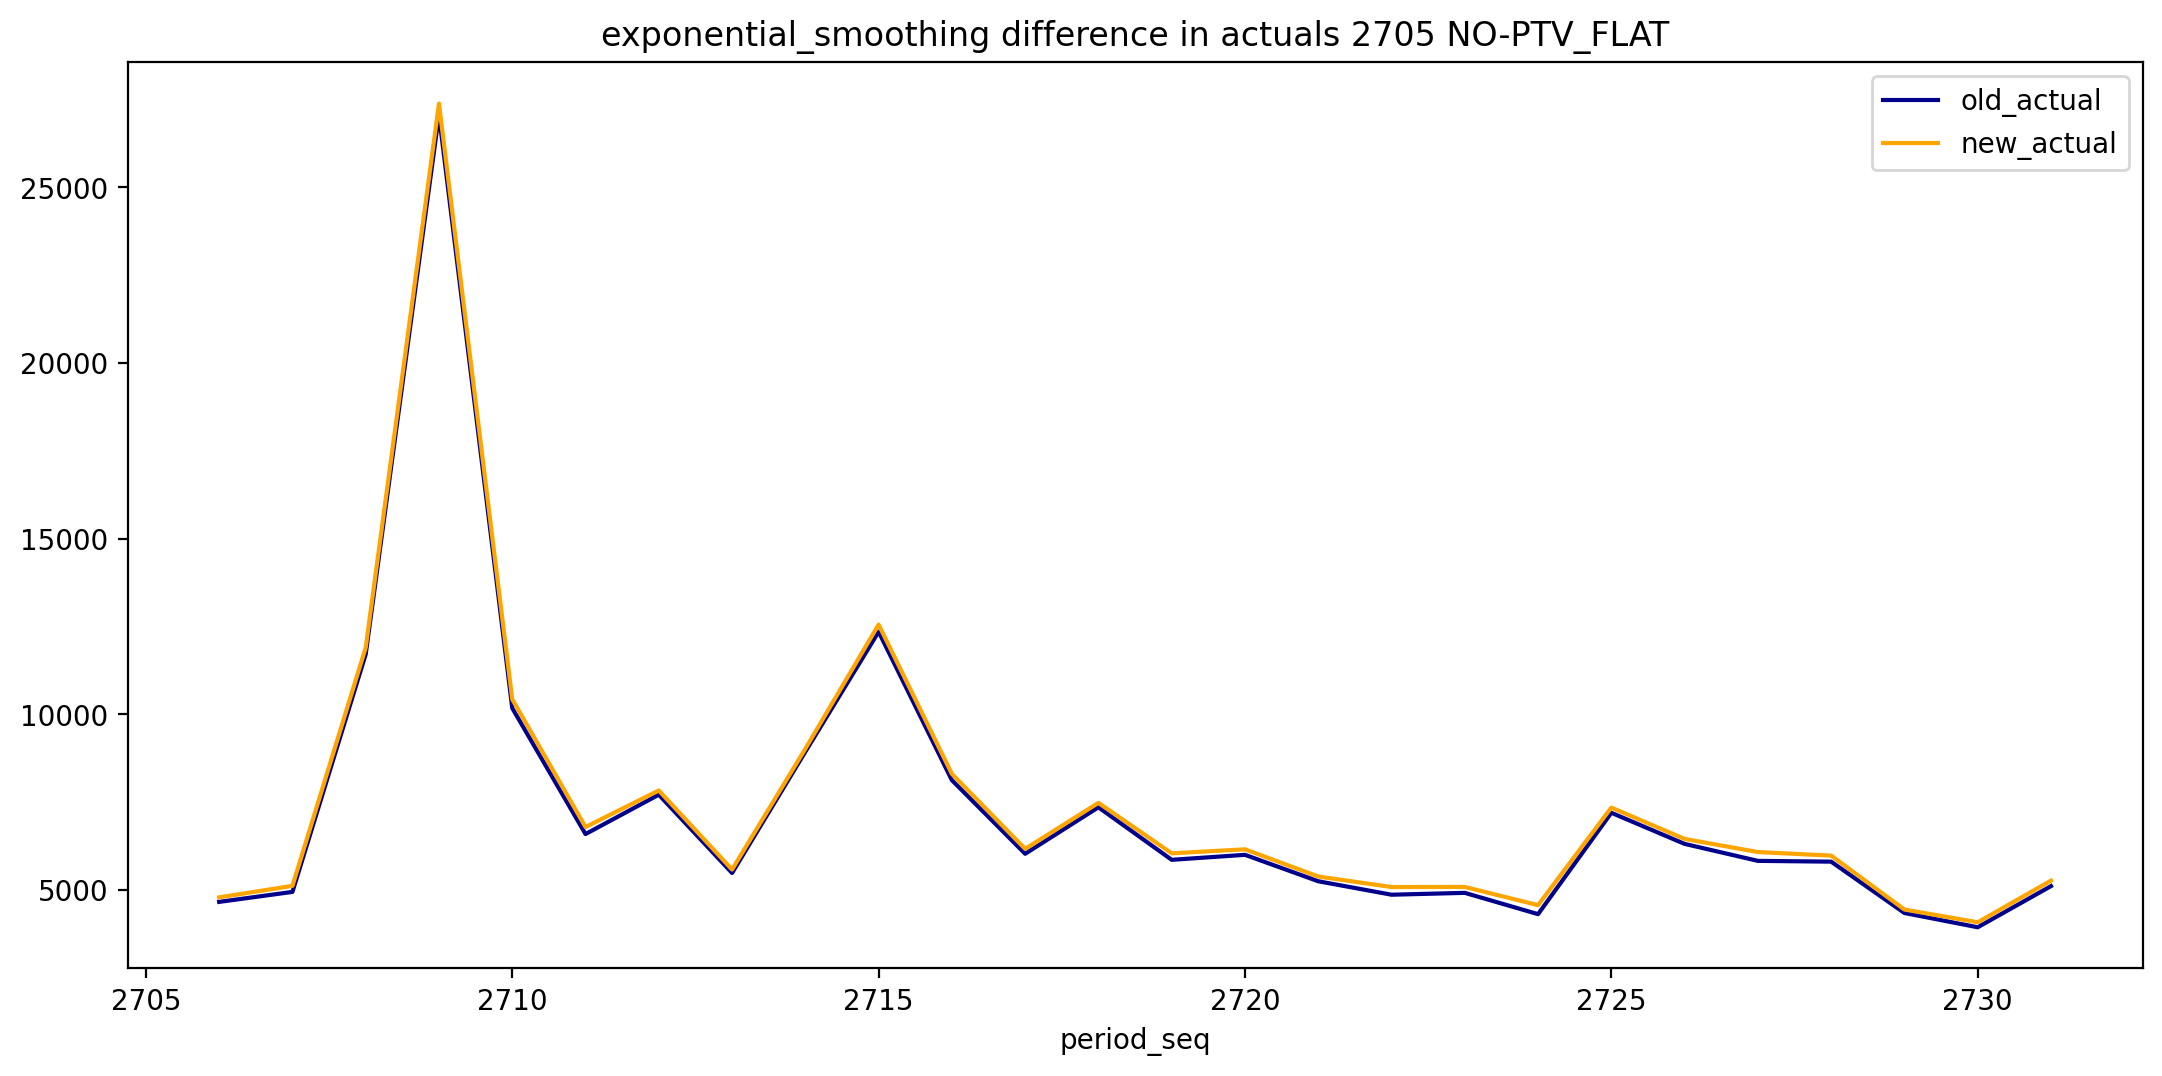 exponential_smoothing difference in actuals 2705 NO-PTV_FLAT
old_actual
new_actual
25000
20000
15000
10000
5000
2705 2710 2715 2720 2725 2730
period_seq